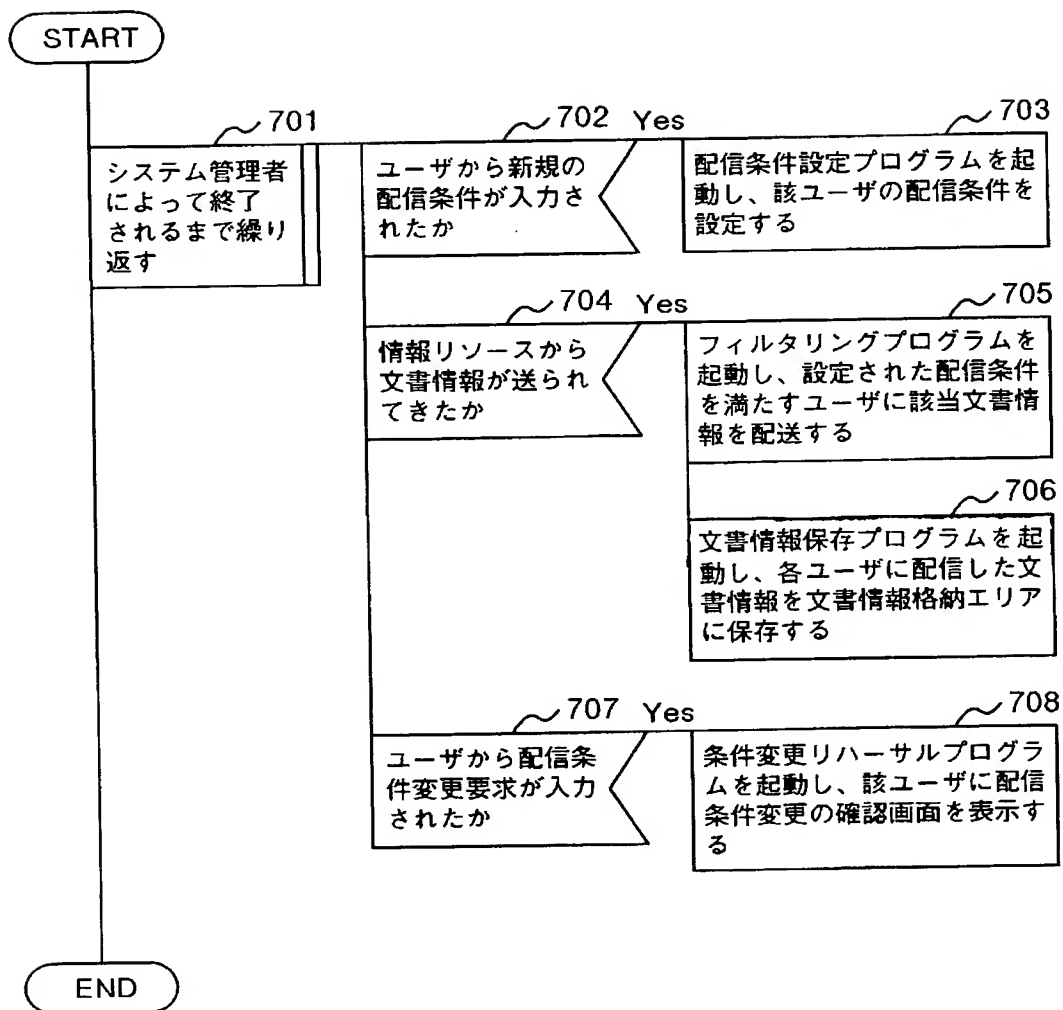 START
701
システム管理者
によって終了
されるまで繰り
返す
702 Yes
ユーザから新規の
配信条件が入力さ
れたか
703
配信条件設定プログラムを起
動し、該ユーザの配信条件を
設定する
704 Yes
情報リソースから
文書情報が送られ
てきたか
705
フィルタリングプログラムを
起動し、設定された配信条件
を満たすユーザに該当文書情
報を配送する
706
文書情報保存プログラムを起
動し、各ユーザに配信した文
書情報を文書情報格納エリア
に保存する
707 Yes
ユーザから配信条
件変更要求が入力
されたか
708
条件変更リハーサルプログラ
ムを起動し、該ユーザに配信
条件変更の確認画面を表示す
る
END